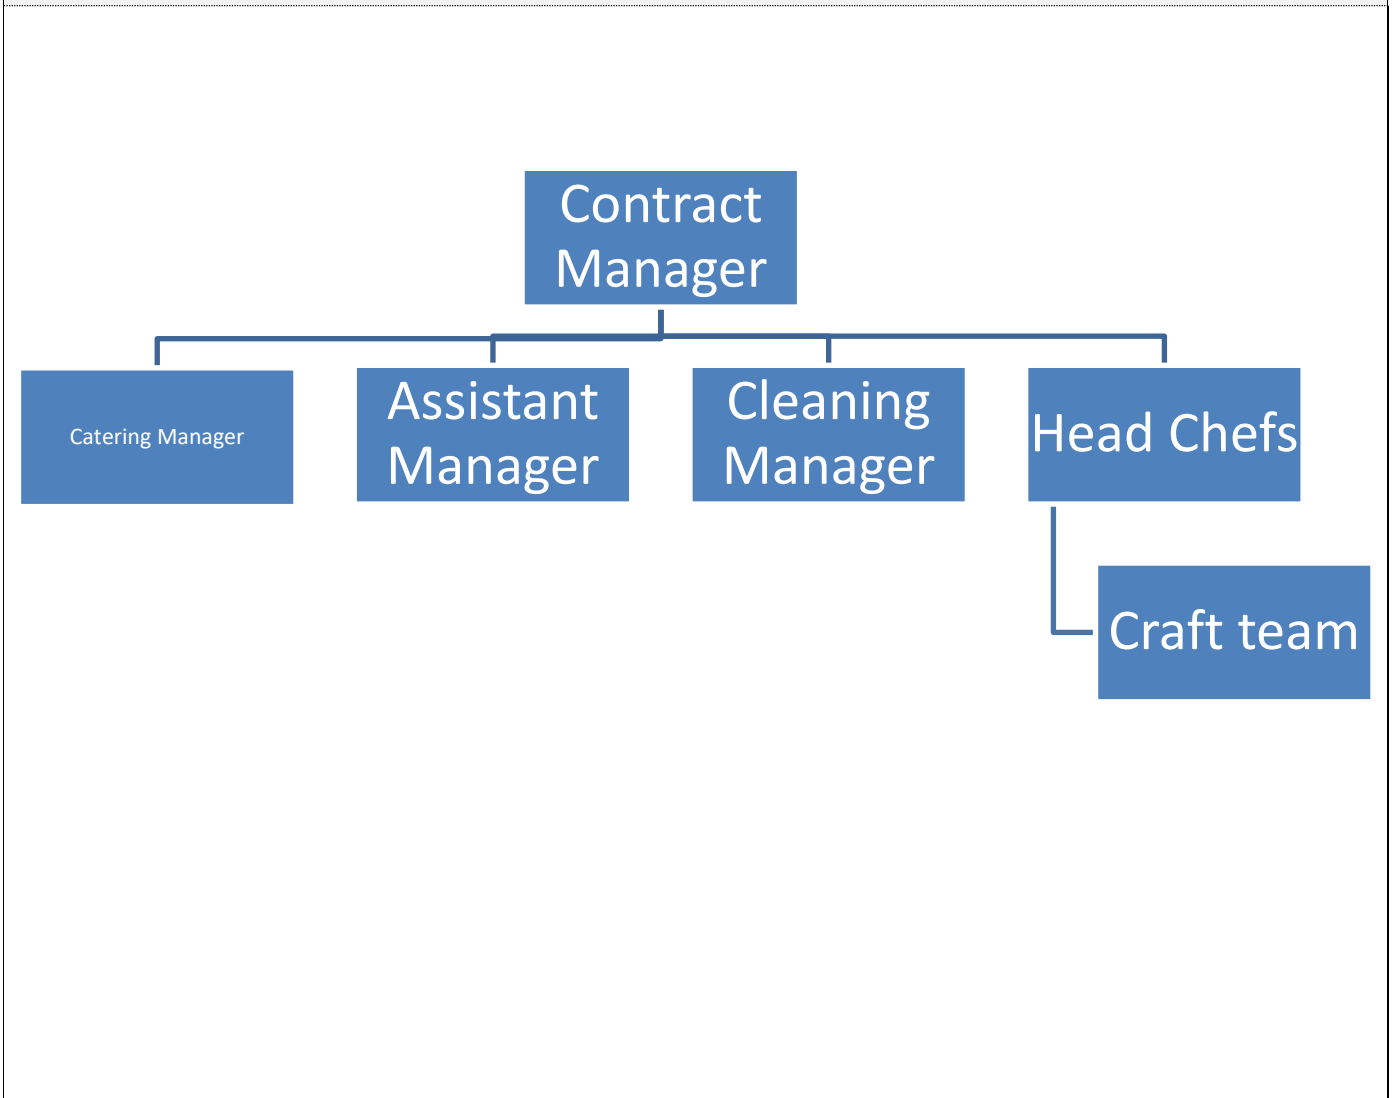 Contract
Manager
Catering Manager
Assistant
Manager
Cleaning
Manager
Head Chefs
Craft team